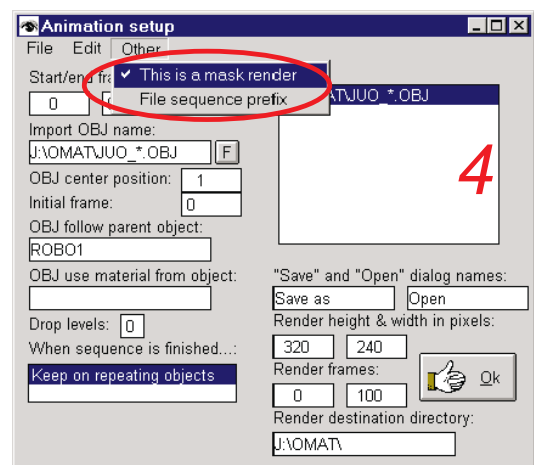 Animation setup
File Edit Other
Start/end fra
✔ This is a mask render
File sequence prefix
0
Import OBJ name:
J:\OMAT\JUO_*.OBJ F
OBJ center position: 1
Initial frame: 0
OBJ follow parent object:
ROBO1
OBJ use material from object:
Drop levels: 0
When sequence is finished...:
Keep on repeating objects
AT\JUO_*.OBJ
4
"Save" and "Open" dialog names:
Save as Open
Render height & width in pixels:
320 240
Render frames:
0 100
Ok
Render destination directory:
J:\OMAT\